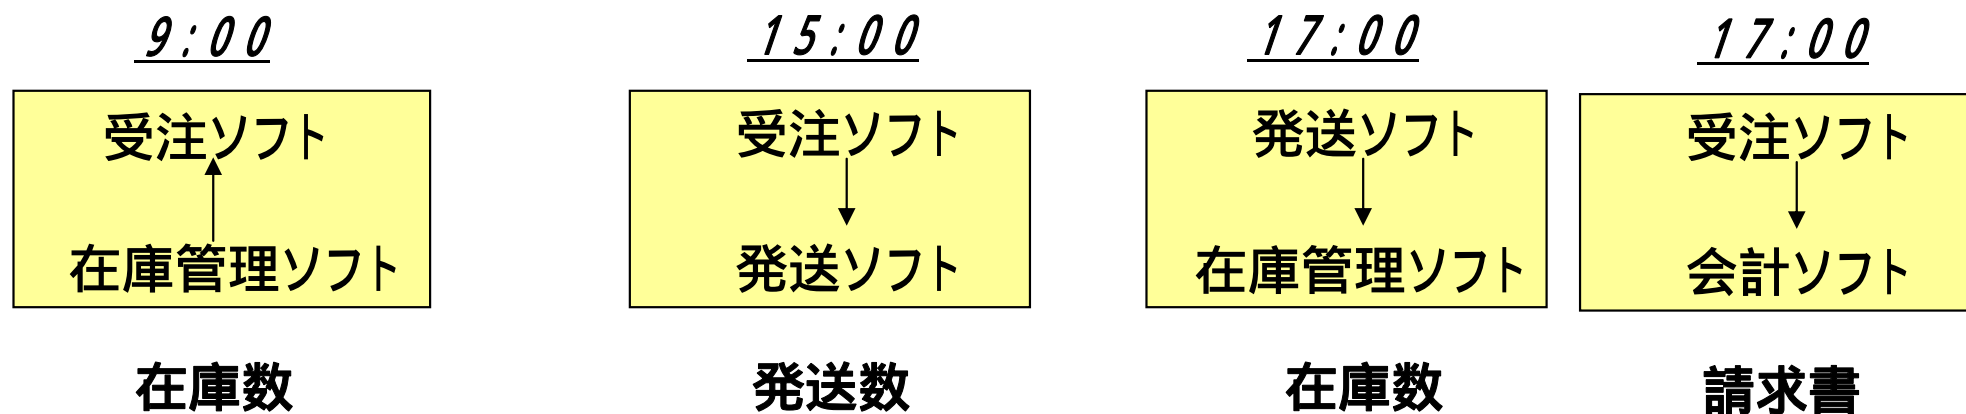 9:00
受注ソフト
在庫管理ソフト
在庫数
15:00
受注ソフト
発送ソフト
発送数
17:00
発送ソフト
在庫管理ソフト
在庫数
17:00
受注ソフト
会計ソフト
請求書